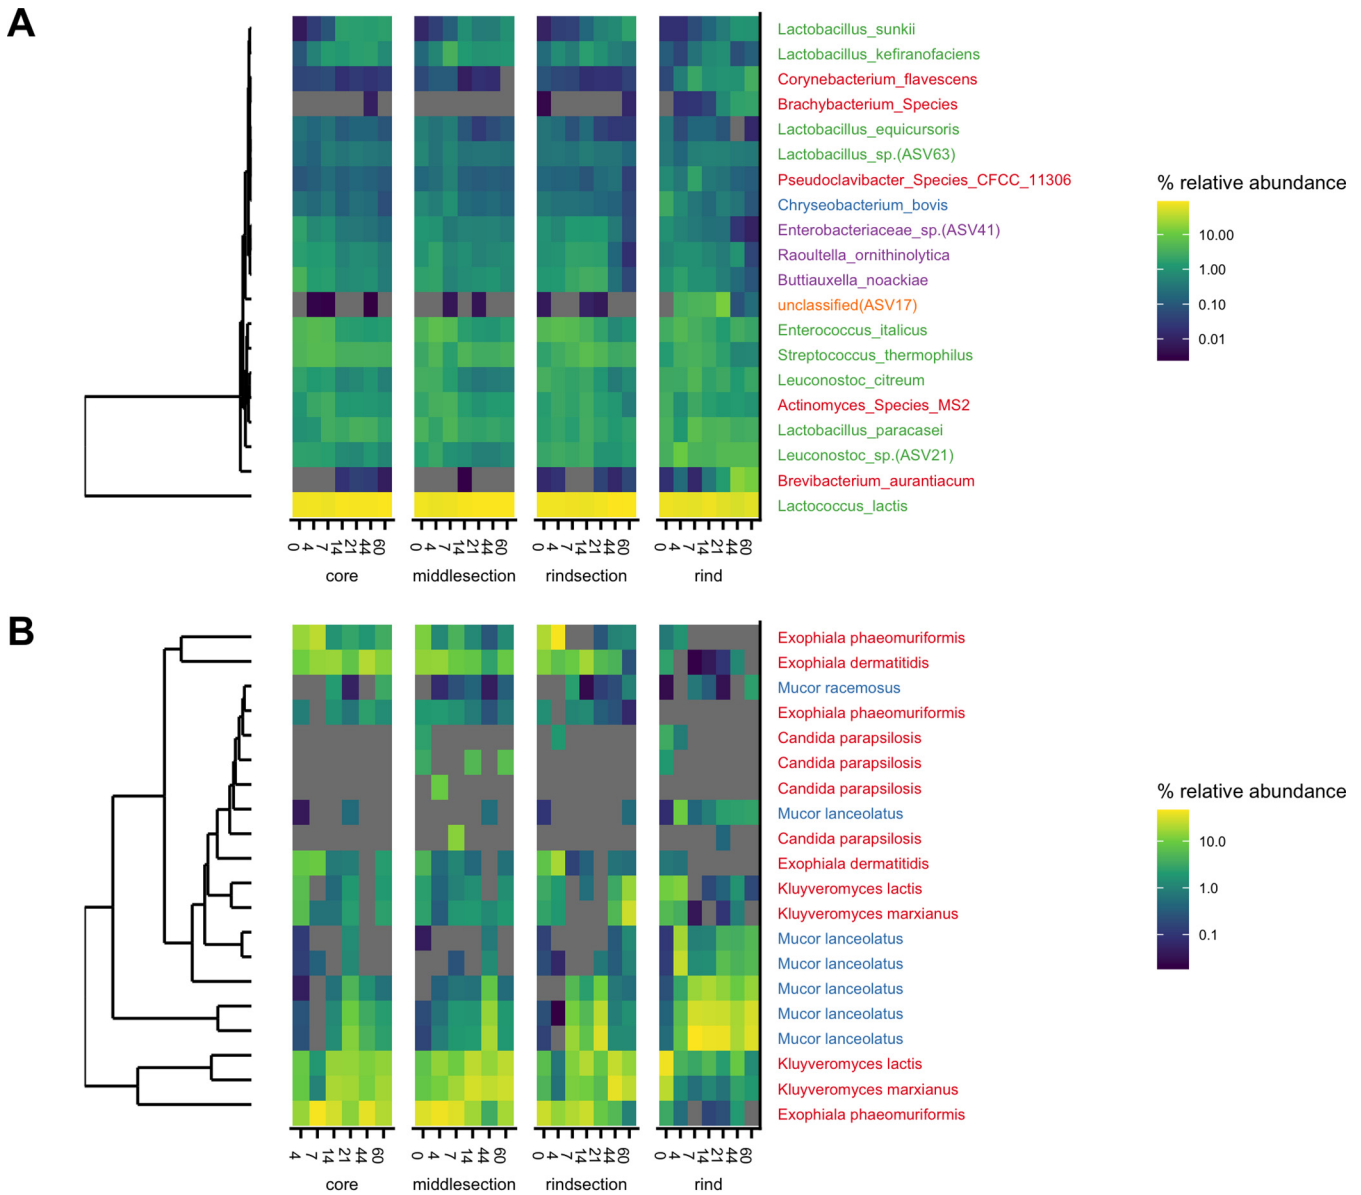 A
Lactobacillus_sunkii
Lactobacillus_kefiranofaciens
Corynebacterium_flavescens
Brachybacterium_Species
Lactobacillus_equicursoris
Lactobacillus_sp.(ASV63)
Pseudoclavibacter_Species_CFCC_11306
Chryseobacterium_bovis
Enterobacteriaceae_sp.(ASV41)
Raoultella_ornithinolytica
Buttiauxella_noackiae
unclassified(ASV17)
Enterococcus_italicus
Streptococcus_thermophilus
Leuconostoc_citreum
Actinomyces_Species_MS2
Lactobacillus_paracasei
Leuconostoc_sp.(ASV21)
Brevibacterium_aurantiacum
Lactococcus_lactis
% relative abundance
10.00
1.00
0.10
0.01
0 4 7 14 21 44 60 0 4 7 14 21 44 60 0 4 7 14 21 44 60 0 4 7 14 21 44 60
core middlesection rindsection rind
B
Exophiala phaeomuriformis
Exophiala dermatitidis
Mucor racemosus
Exophiala phaeomuriformis
Candida parapsilosis
Candida parapsilosis
Candida parapsilosis
Mucor lanceolatus
Candida parapsilosis
Exophiala dermatitidis
Kluyveromyces lactis
Kluyveromyces marxianus
Mucor lanceolatus
Mucor lanceolatus
Mucor lanceolatus
Mucor lanceolatus
Mucor lanceolatus
Kluyveromyces lactis
Kluyveromyces marxianus
Exophiala phaeomuriformis
% relative abundance
10.0
1.0
0.1
4 7 14 21 44 60 0 4 7 14 21 44 60 0 4 7 14 21 44 60 0 4 7 14 21 44 60
core middlesection rindsection rind